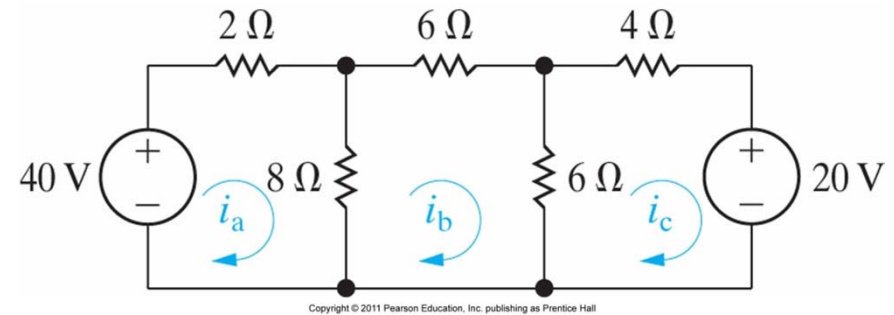 2 Ω 6 Ω 4 Ω
40 V + − 8 Ω 6 Ω + − 20 V
ia ib ic
Copyright © 2011 Pearson Education, Inc. publishing as Prentice Hall